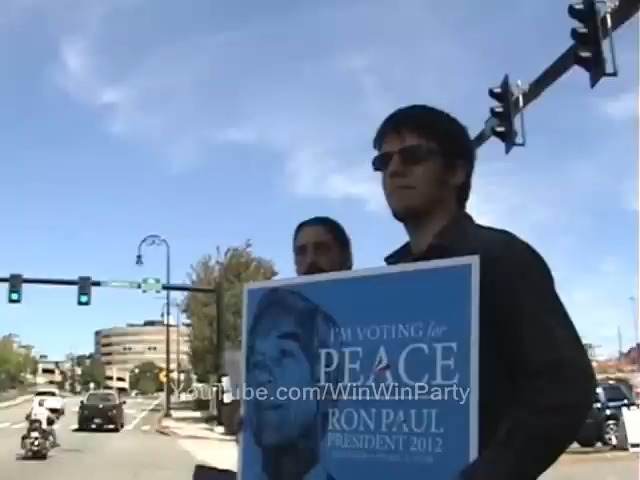 I'M VOTING for
PEACE
YouTube.com/WinWinParty
RON PAUL
PRESIDENT 2012